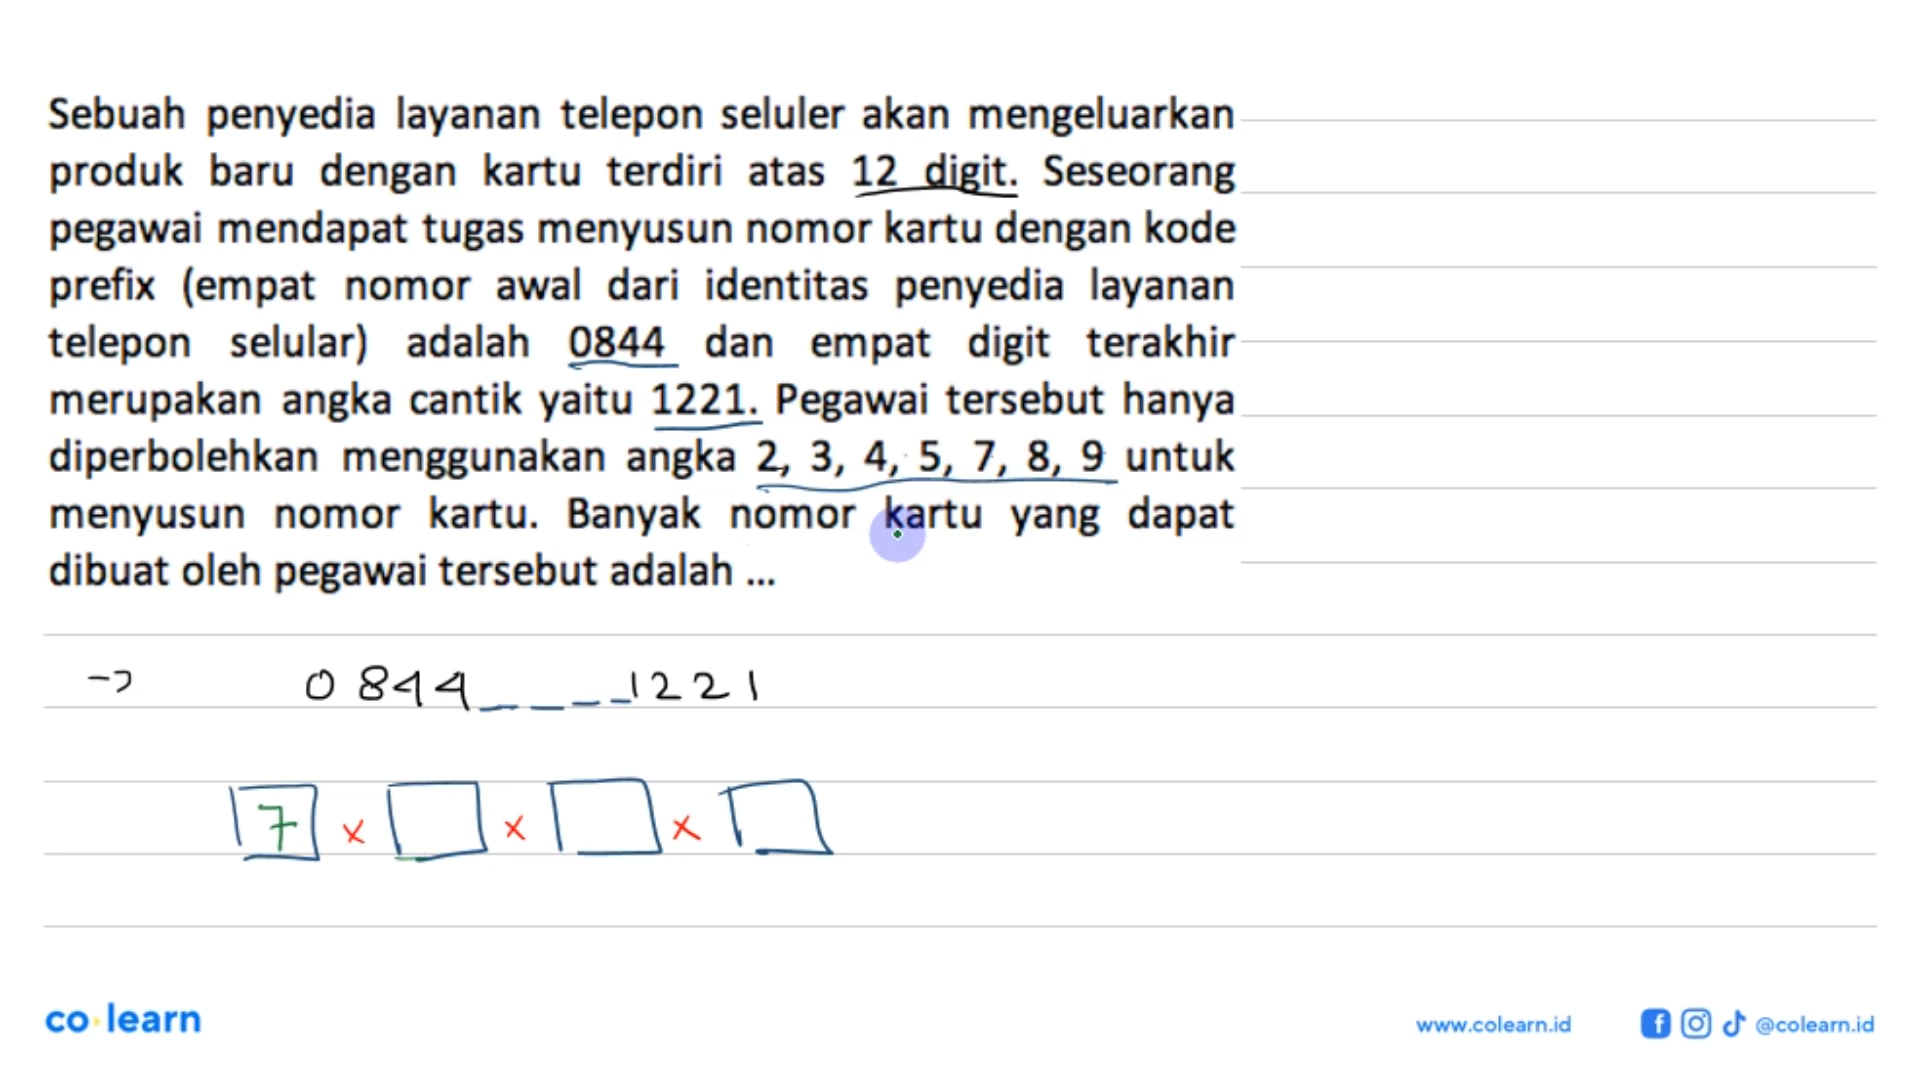 Sebuah penyedia layanan telepon seluler akan mengeluarkan
produk baru dengan kartu terdiri atas 12 digit. Seseorang
pegawai mendapat tugas menyusun nomor kartu dengan kode
prefix (empat nomor awal dari identitas penyedia layanan
telepon selular) adalah 0844 dan empat digit terakhir
merupakan angka cantik yaitu 1221. Pegawai tersebut hanya
diperbolehkan menggunakan angka 2, 3, 4, 5, 7, 8, 9 untuk
menyusun nomor kartu. Banyak nomor kartu yang dapat
dibuat oleh pegawai tersebut adalah ...
→ 0844 _ _ _ _ 1221
7 × × ×
co learn
www.colearn.id @colearn.id